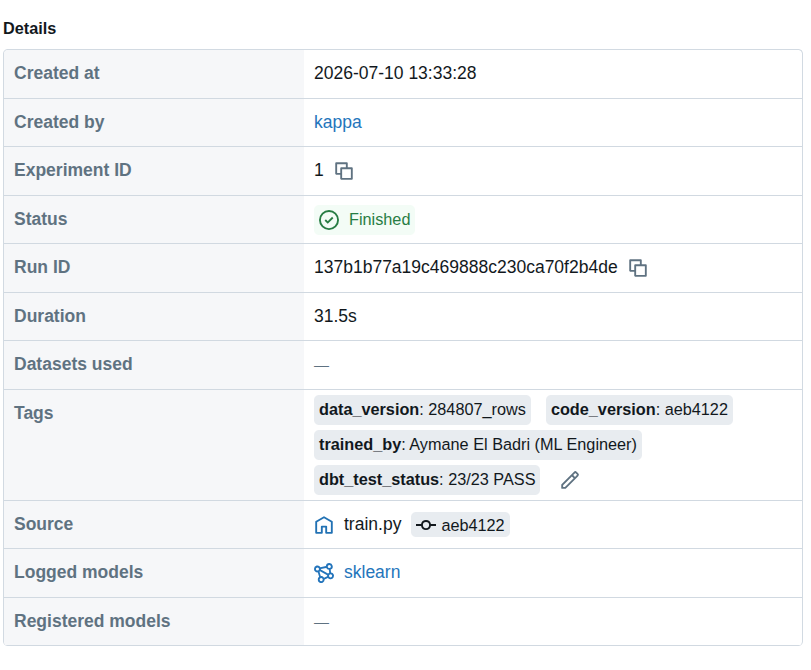 Details
Created at 2026-07-10 13:33:28
Created by kappa
Experiment ID 1
Status Finished
Run ID 137b1b77a19c469888c230ca70f2b4de
Duration 31.5s
Datasets used —
Tags data_version: 284807_rows code_version: aeb4122
trained_by: Aymane El Badri (ML Engineer)
dbt_test_status: 23/23 PASS
Source train.py aeb4122
Logged models sklearn
Registered models —